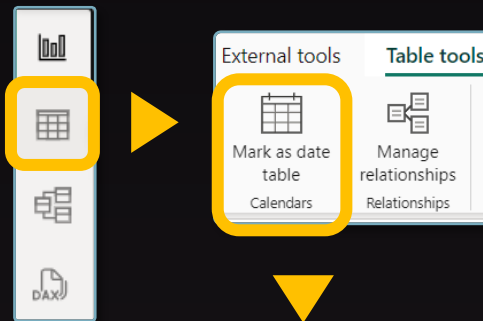 External tools
Table tools
Mark as date
table
Manage
relationships
Calendars
Relationships
DAX